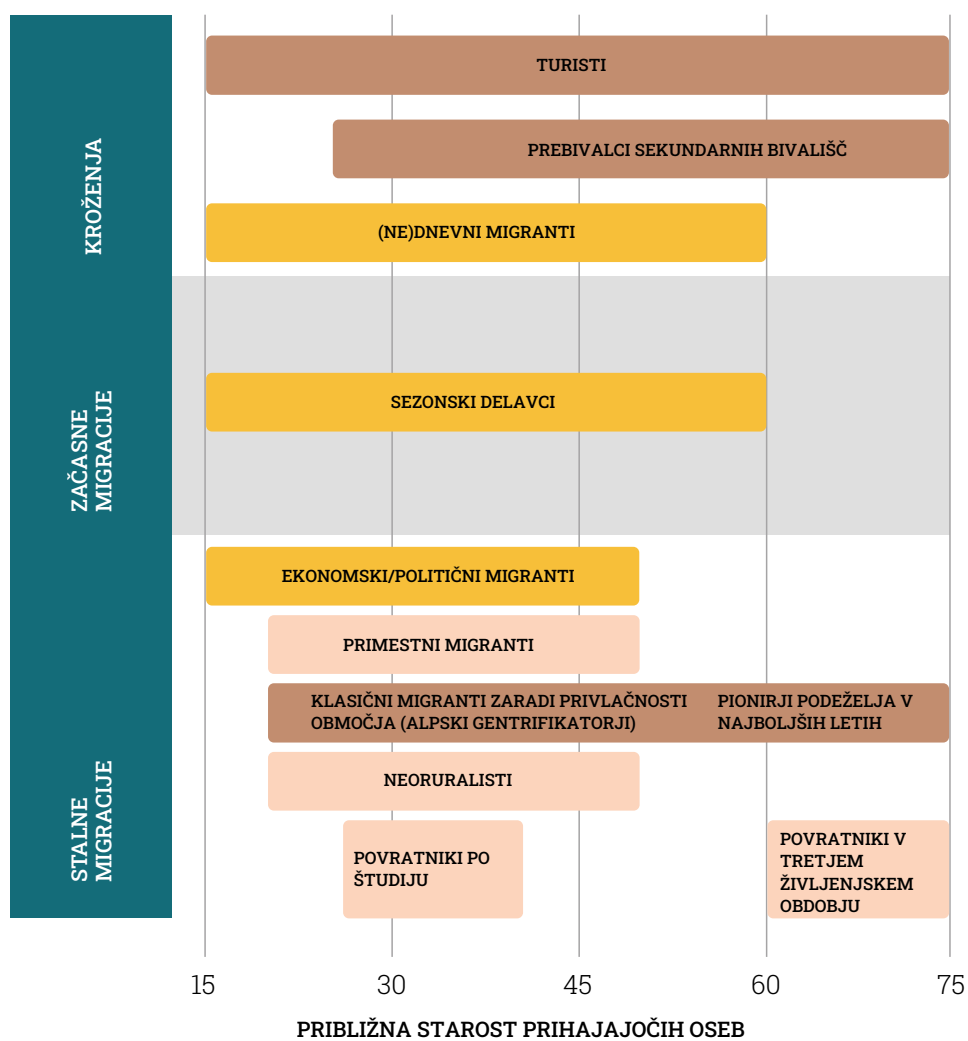 KROŽENJA
TURISTI
PREBIVALCI SEKUNDARNIH BIVALIŠČ
(NE)DNEVNI MIGRANTI
ZAČASNE
MIGRACIJE
SEZONSKI DELAVCI
STALNE
MIGRACIJE
EKONOMSKI/POLITIČNI MIGRANTI
PRIMESTNI MIGRANTI
KLASIČNI MIGRANTI ZARADI PRIVLAČNOSTI
OBMOČJA (ALPSKI GENTRIFIKATORJI)
PIONIRJI PODEŽELJA V
NAJBOLJŠIH LETIH
NEORURALISTI
POVRATNIKI PO
ŠTUDIJU
POVRATNIKI V
TRETJEM
ŽIVLJENJSKEM
OBDOBJU
15 30 45 60 75
PRIBLIŽNA STAROST PRIHAJAJOČIH OSEB